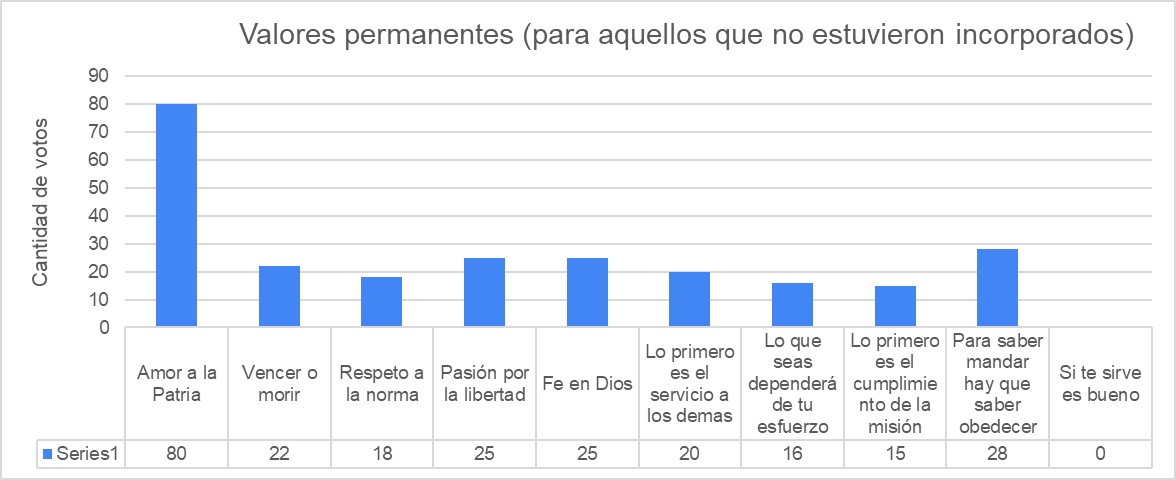 Valores permanentes (para aquellos que no estuvieron incorporados)
Cantidad de votos
90
80
70
60
50
40
30
20
10
0
Amor a la
Patria
Vencer o
morir
Respeto a
la norma
Pasión por
la libertad
Fe en Dios
Lo primero
es el
servicio a
los demas
Lo que
seas
dependerá
de tu
esfuerzo
Lo primero
es el
cumplimie
nto de la
misión
Para saber
mandar
hay que
saber
obedecer
Si te sirve
es bueno
Series1 80 22 18 25 25 20 16 15 28 0